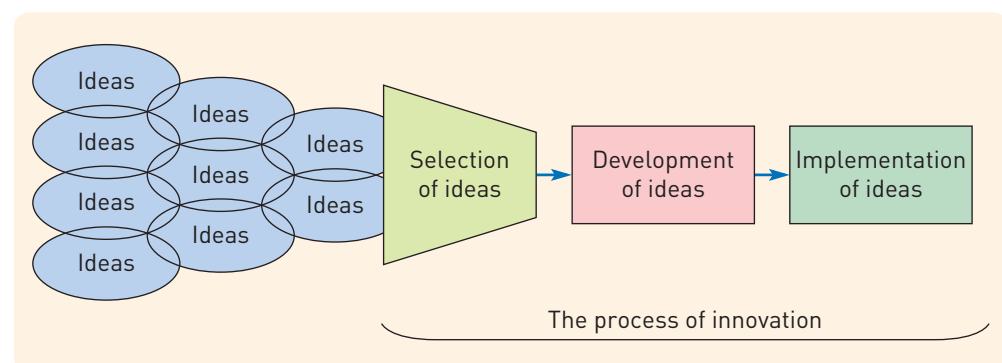 Ideas
Ideas
Ideas
Ideas
Ideas
Ideas
Ideas
Ideas
Ideas
Selection
of ideas
Development
of ideas
Implementation
of ideas
The process of innovation